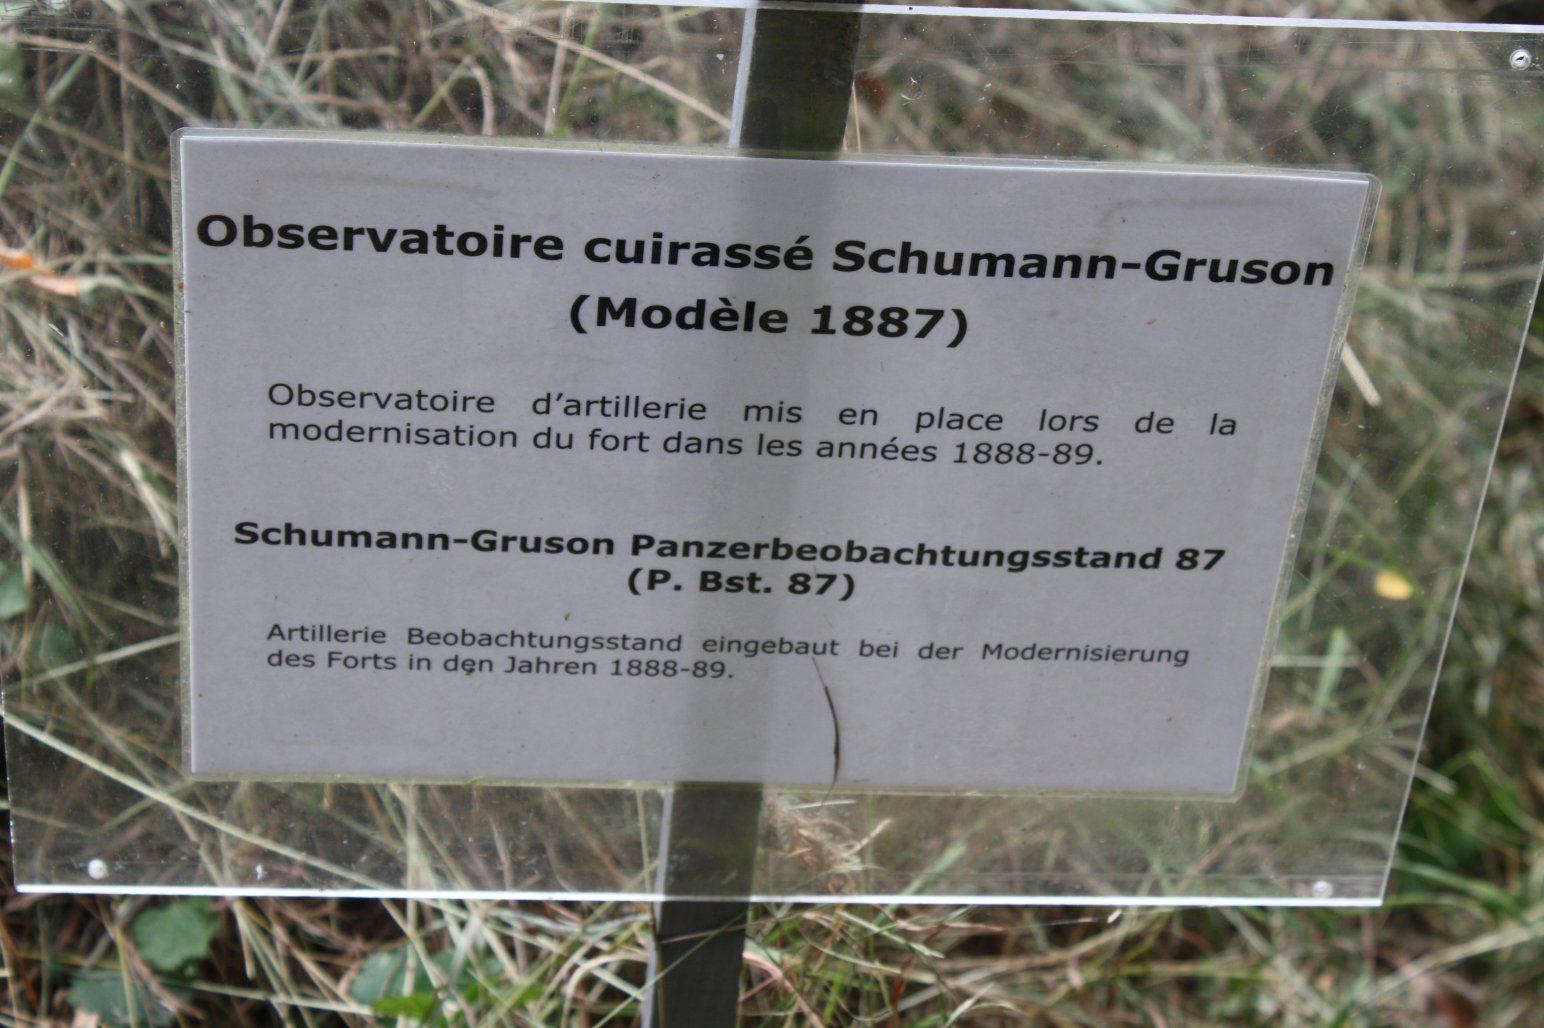 Observatoire cuirassé Schumann-Gruson
(Modèle 1887)
Observatoire d'artillerie mis en place lors de la
modernisation du fort dans les années 1888-89.
Schumann-Gruson Panzerbeobachtungsstand 87
(P. Bst. 87)
Artillerie Beobachtungsstand eingebaut bei der Modernisierung
des Forts in den Jahren 1888-89.